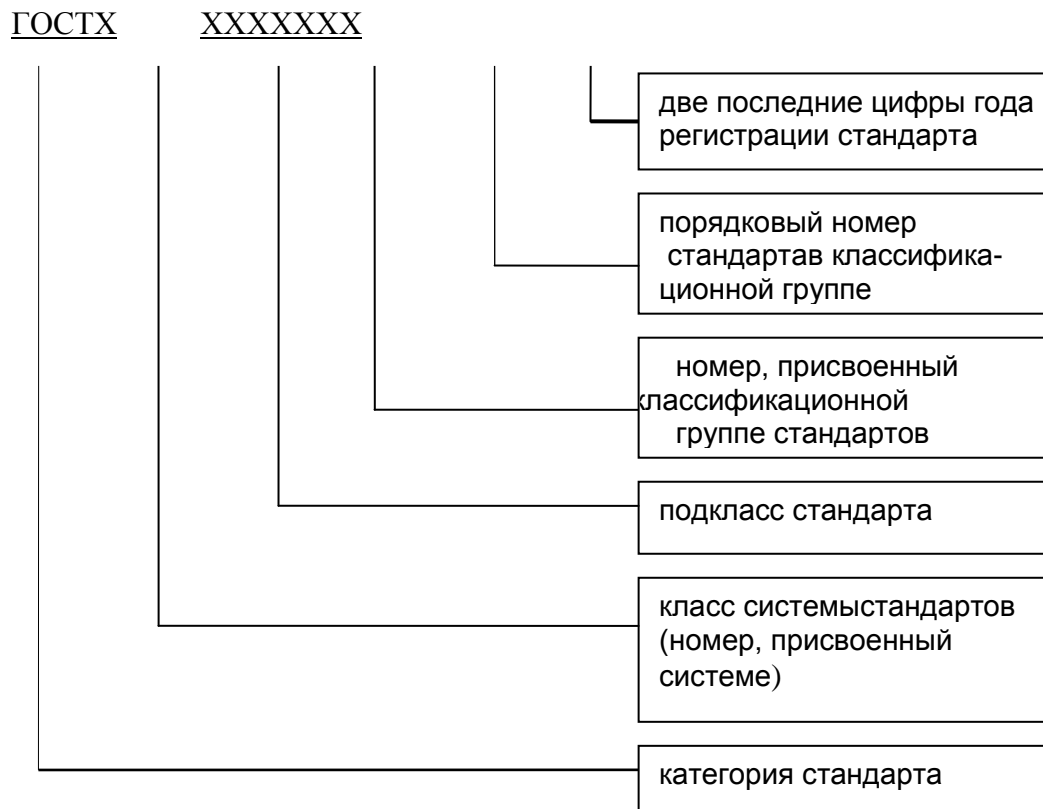 ГОСТХ ХХХХХХХ
две последние цифры года
регистрации стандарта
порядковый номер
стандартав классифика-
ционной группе
номер, присвоенный
классификационной
группе стандартов
подкласс стандарта
класс системыстандартов
(номер, присвоенный
системе)
категория стандарта